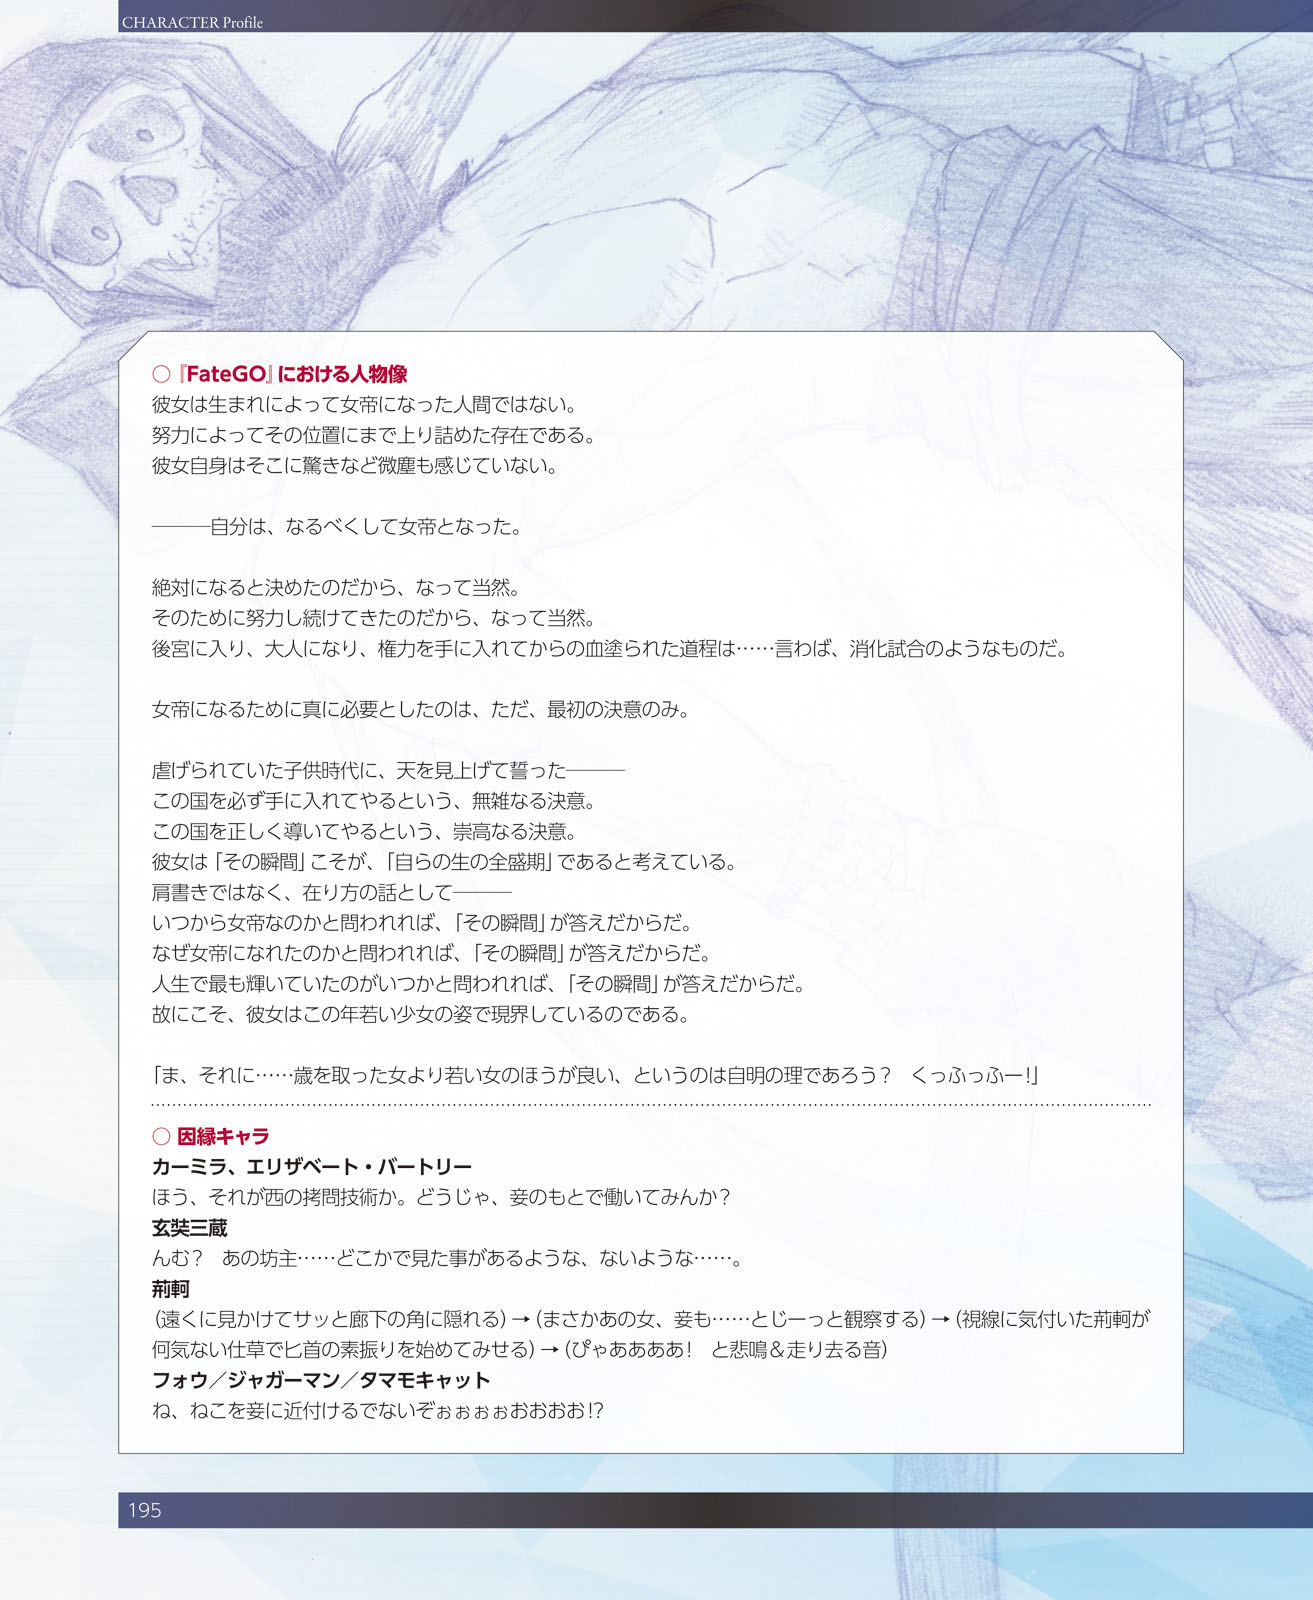 CHARACTER Profile
○『FateGO』における人物像
彼女は生まれによって女帝になった人間ではない。
努力によってその位置にまで上り詰めた存在である。
彼女自身はそこに驚きなど微塵も感じていない。
―――自分は、なるべくして女帝となった。
絶対になると決めたのだから、なって当然。
そのために努力し続けてきたのだから、なって当然。
後宮に入り、大人になり、権力を手に入れてからの血塗られた道程は……言わば、消化試合のようなものだ。
女帝になるために真に必要としたのは、ただ、最初の決意のみ。
虐げられていた子供時代に、天を見上げて誓った―――
この国を必ず手に入れてやるという、無雑なる決意。
この国を正しく導いてやるという、崇高なる決意。
彼女は「その瞬間」こそが、「自らの生の全盛期」であると考えている。
肩書きではなく、在り方の話として―――
いつから女帝なのかと問われれば、「その瞬間」が答えだからだ。
なぜ女帝になれたのかと問われれば、「その瞬間」が答えだからだ。
人生で最も輝いていたのがいつかと問われれば、「その瞬間」が答えだからだ。
故にこそ、彼女はこの年若い少女の姿で現界しているのである。
「ま、それに……歳を取った女より若い女のほうが良い、というのは自明の理であろう？　くっふっふー！」
○ 因縁キャラ
カーミラ、エリザベート・バートリー
ほう、それが西の拷問技術か。どうじゃ、妾のもとで働いてみんか？
玄奘三蔵
んむ？　あの坊主……どこかで見た事があるような、ないような……。
荊軻
（遠くに見かけてサッと廊下の角に隠れる）→（まさかあの女、妾も……とじーっと観察する）→（視線に気付いた荊軻が
何気ない仕草で匕首の素振りを始めてみせる）→（ぴゃああああ！　と悲鳴＆走り去る音）
フォウ／ジャガーマン／タマモキャット
ね、ねこを妾に近付けるでないぞぉぉぉぉおおおお!?
195